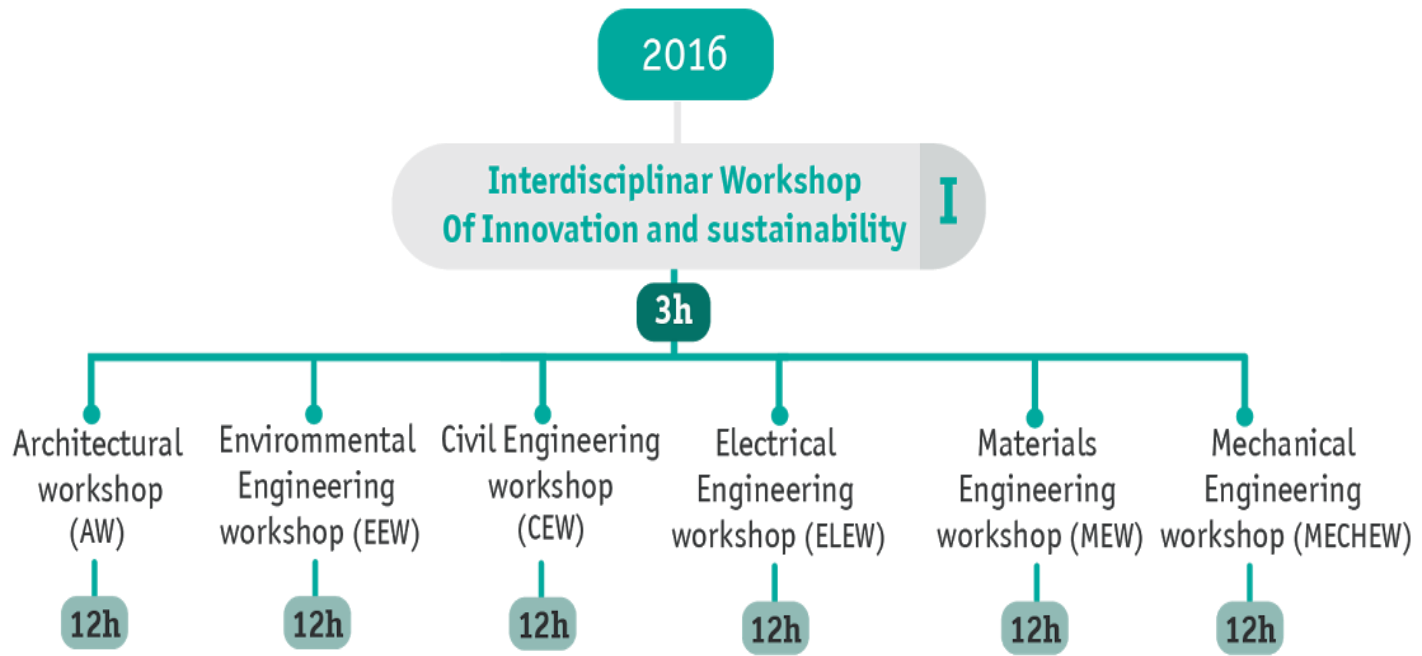 2016
Interdisciplinar Workshop
Of Innovation and sustainability
I
3h
Architectural
workshop
(AW)
Envirommental
Engineering
workshop (EEW)
Civil Engineering
workshop
(CEW)
Electrical
Engineering
workshop (ELEW)
Materials
Engineering
workshop (MEW)
Mechanical
Engineering
workshop (MECHEW)
12h
12h
12h
12h
12h
12h